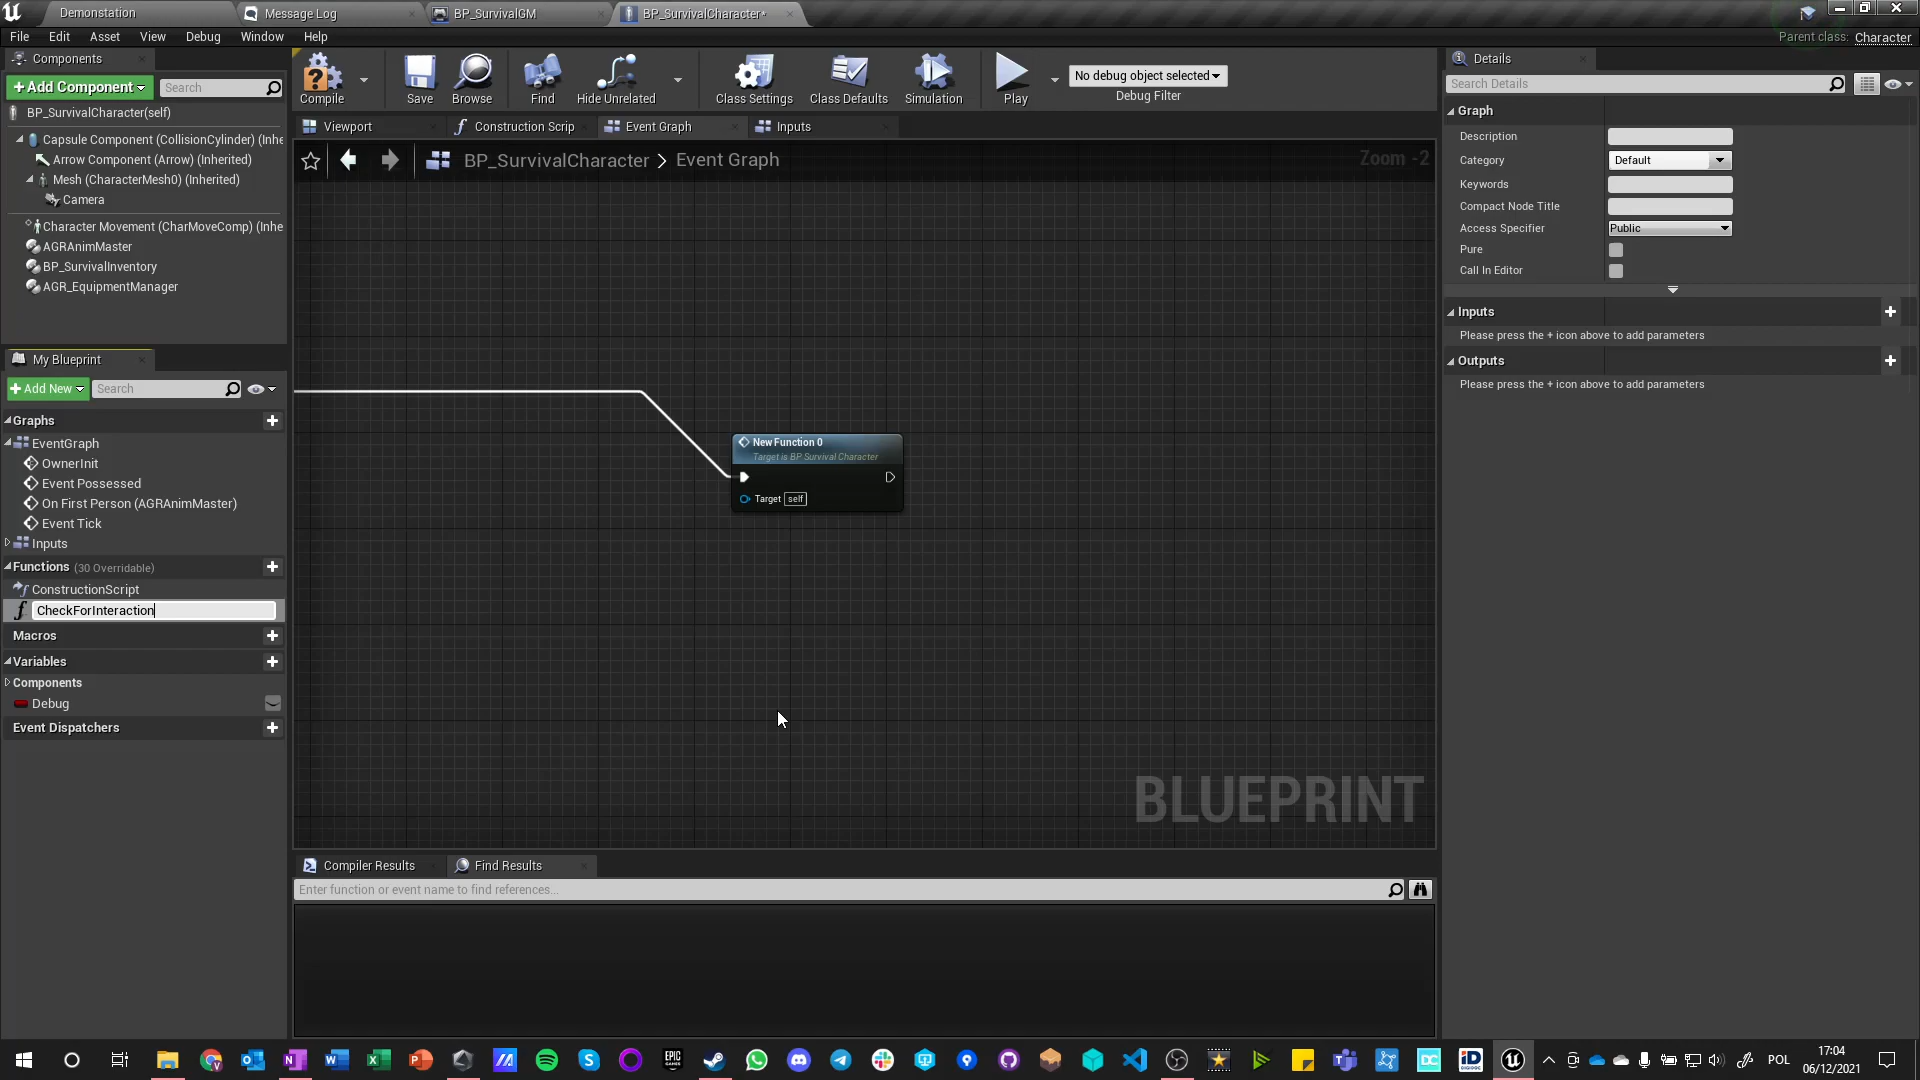 Demonstation
Message Log
BP_SurvivalGM
BP_SurvivalCharacter*
File Edit Asset View Debug Window Help
Parent class: Character
Components
+Add Component
Search
BP_SurvivalCharacter(self)
Capsule Component (CollisionCylinder) (Inhe
Arrow Component (Arrow) (Inherited)
Mesh (CharacterMesh0) (Inherited)
Camera
Character Movement (CharMoveComp) (Inhe
AGRAnimMaster
BP_SurvivalInventory
AGR_EquipmentManager
Compile
Save
Browse
Find
Hide Unrelated
Class Settings
Class Defaults
Simulation
Play
No debug object selected
Debug Filter
Viewport
Construction Scrip
Event Graph
Inputs
BP_SurvivalCharacter > Event Graph
Zoom -2
New Function 0
Target is BP Survival Character
Target self
BLUEPRINT
My Blueprint
+Add New
Search
Graphs
EventGraph
OwnerInit
Event Possessed
On First Person (AGRAnimMaster)
Event Tick
Inputs
Functions (30 Overridable)
ConstructionScript
CheckForInteraction
Macros
Variables
Components
Debug
Event Dispatchers
Compiler Results
Find Results
Enter function or event name to find references...
Details
Search Details
Graph
Description
Category Default
Keywords
Compact Node Title
Access Specifier Public
Pure
Call In Editor
Inputs
Please press the + icon above to add parameters
Outputs
Please press the + icon above to add parameters
EPIC GAMES
DC
iD
POL
17:04
06/12/2021